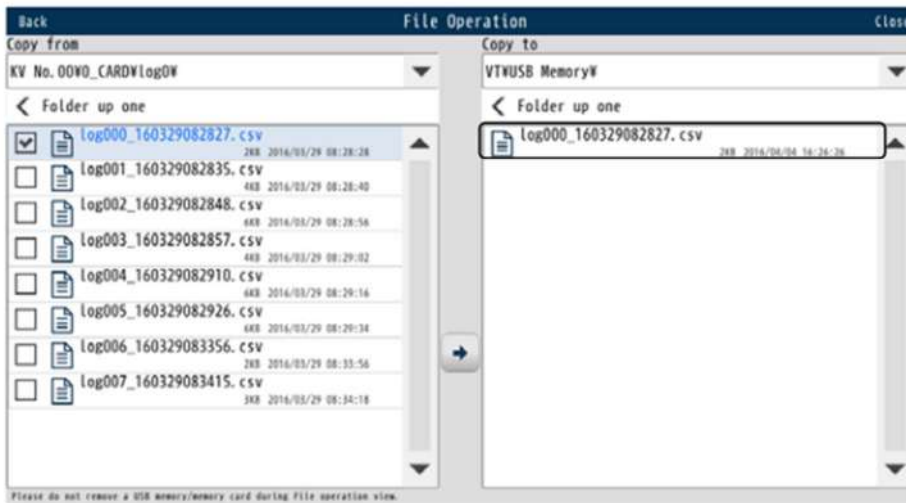 Back File Operation Close
Copy from Copy to
KV No.00¥0_CARD¥log0¥ VT¥USB Memory¥
Folder up one Folder up one
log000_160329082827.csv
2KB 2016/03/29 08:28:28
log000_160329082827.csv
2KB 2016/04/04 16:26:26
log001_160329082835.csv
4KB 2016/03/29 08:28:40
log002_160329082848.csv
6KB 2016/03/29 08:28:56
log003_160329082857.csv
4KB 2016/03/29 08:29:02
log004_160329082910.csv
6KB 2016/03/29 08:29:16
log005_160329082926.csv
6KB 2016/03/29 08:29:34
log006_160329083356.csv
2KB 2016/03/29 08:33:56
log007_160329083415.csv
3KB 2016/03/29 08:34:18
Please do not remove a USB memory/memory card during File operation view.